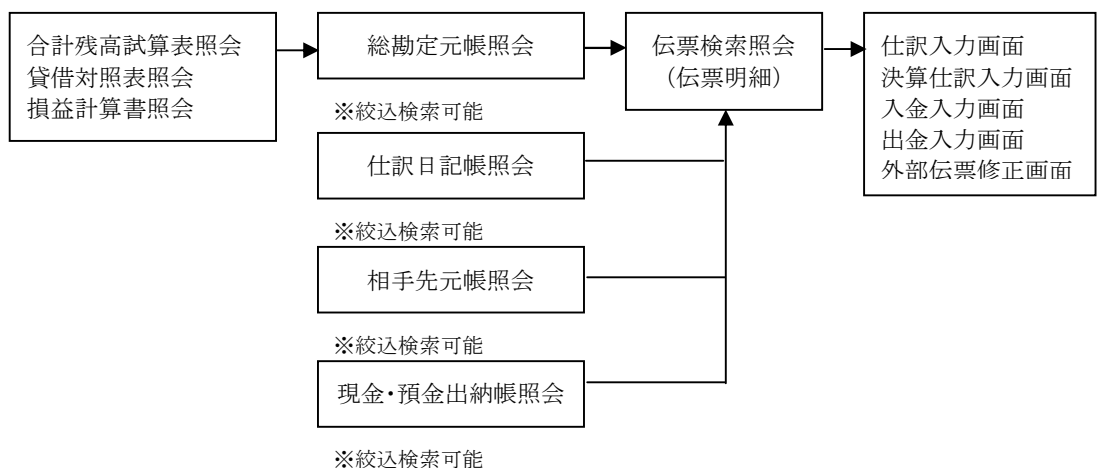 合計残高試算表照会
貸借対照表照会
損益計算書照会
総勘定元帳照会
※絞込検索可能
仕訳日記帳照会
※絞込検索可能
相手先元帳照会
※絞込検索可能
現金・預金出納帳照会
※絞込検索可能
伝票検索照会
（伝票明細）
仕訳入力画面
決算仕訳入力画面
入金入力画面
出金入力画面
外部伝票修正画面